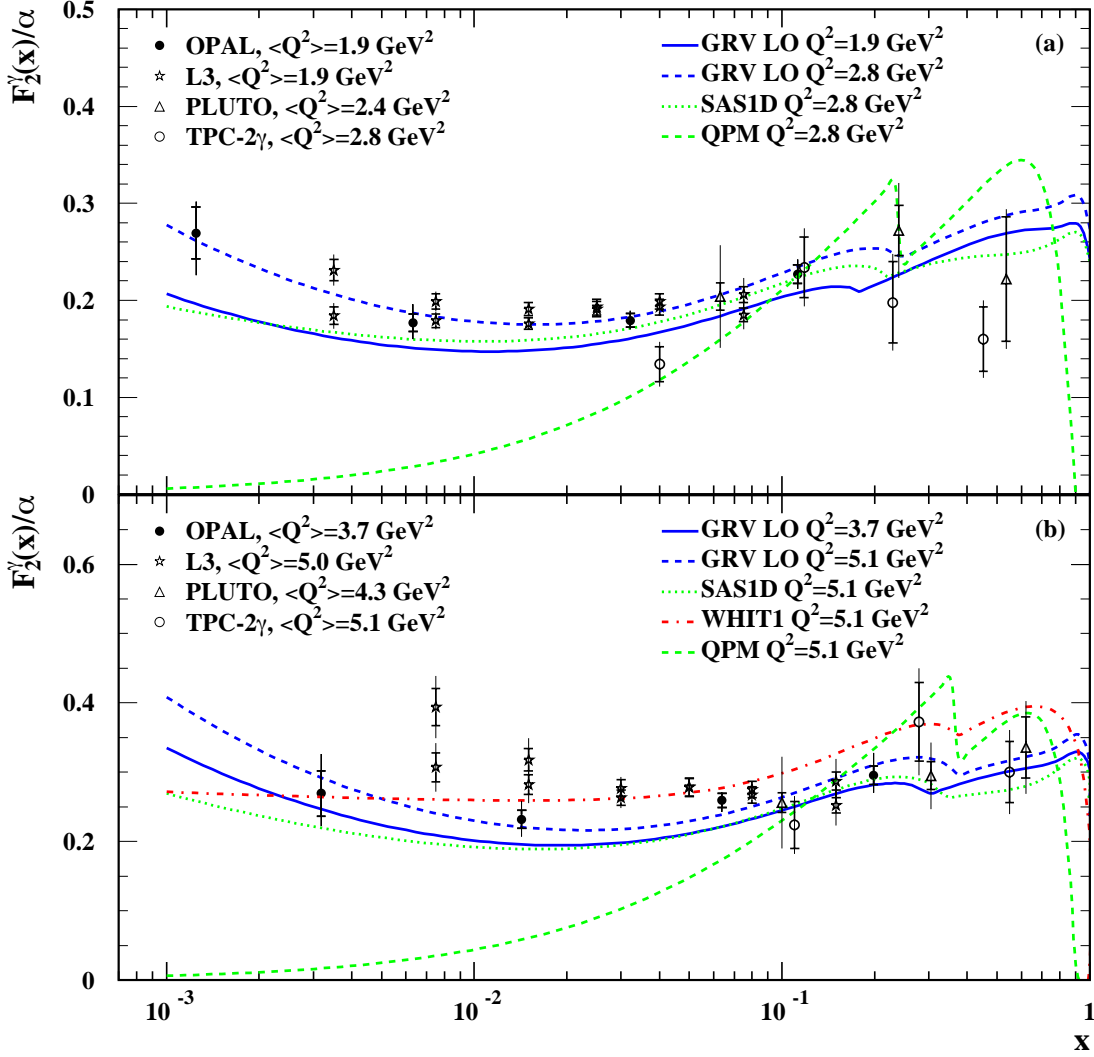 F₂^γ(x)/α
0.5
0.4
0.3
0.2
0.1
0
OPAL, <Q²>=1.9 GeV²
L3, <Q²>=1.9 GeV²
PLUTO, <Q²>=2.4 GeV²
TPC-2γ, <Q²>=2.8 GeV²
GRV LO Q²=1.9 GeV²
GRV LO Q²=2.8 GeV²
SAS1D Q²=2.8 GeV²
QPM Q²=2.8 GeV²
(a)
F₂^γ(x)/α
0.6
0.4
0.2
0
OPAL, <Q²>=3.7 GeV²
L3, <Q²>=5.0 GeV²
PLUTO, <Q²>=4.3 GeV²
TPC-2γ, <Q²>=5.1 GeV²
GRV LO Q²=3.7 GeV²
GRV LO Q²=5.1 GeV²
SAS1D Q²=5.1 GeV²
WHIT1 Q²=5.1 GeV²
QPM Q²=5.1 GeV²
(b)
10⁻³ 10⁻² 10⁻¹ 1
x